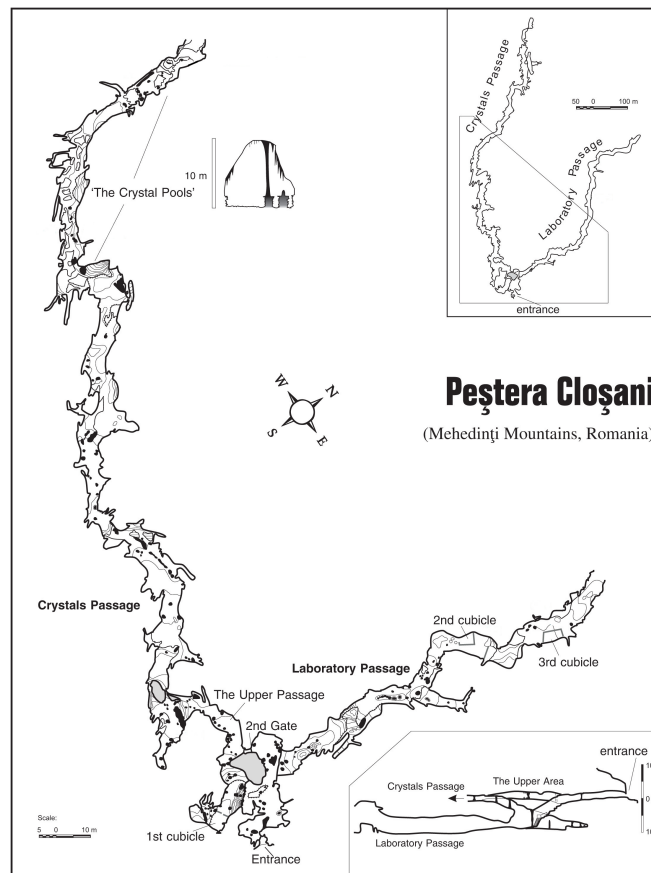 Crystals Passage
50 0 100 m
Laboratory Passage
entrance
10 m
'The Crystal Pools'
W N
S E
Peştera Cloşani
(Mehedinţi Mountains, Romania)
Crystals Passage
2nd cubicle
3rd cubicle
Laboratory Passage
The Upper Passage
2nd Gate
entrance
The Upper Area
Crystals Passage
0
Laboratory Passage
Scale:
5 0 10 m
1st cubicle
Entrance